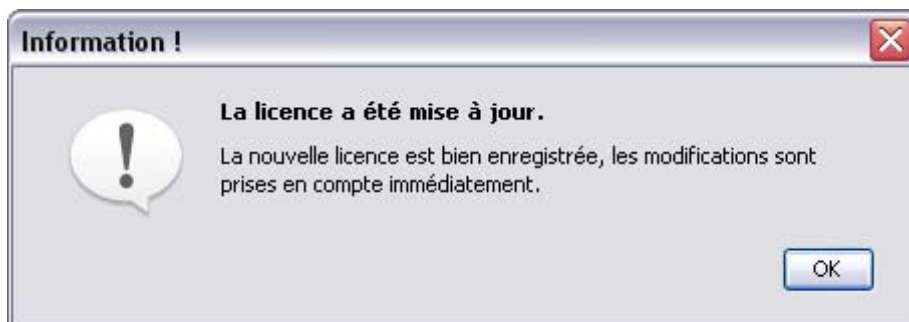 Information !
La licence a été mise à jour.
La nouvelle licence est bien enregistrée, les modifications sont
prises en compte immédiatement.
OK